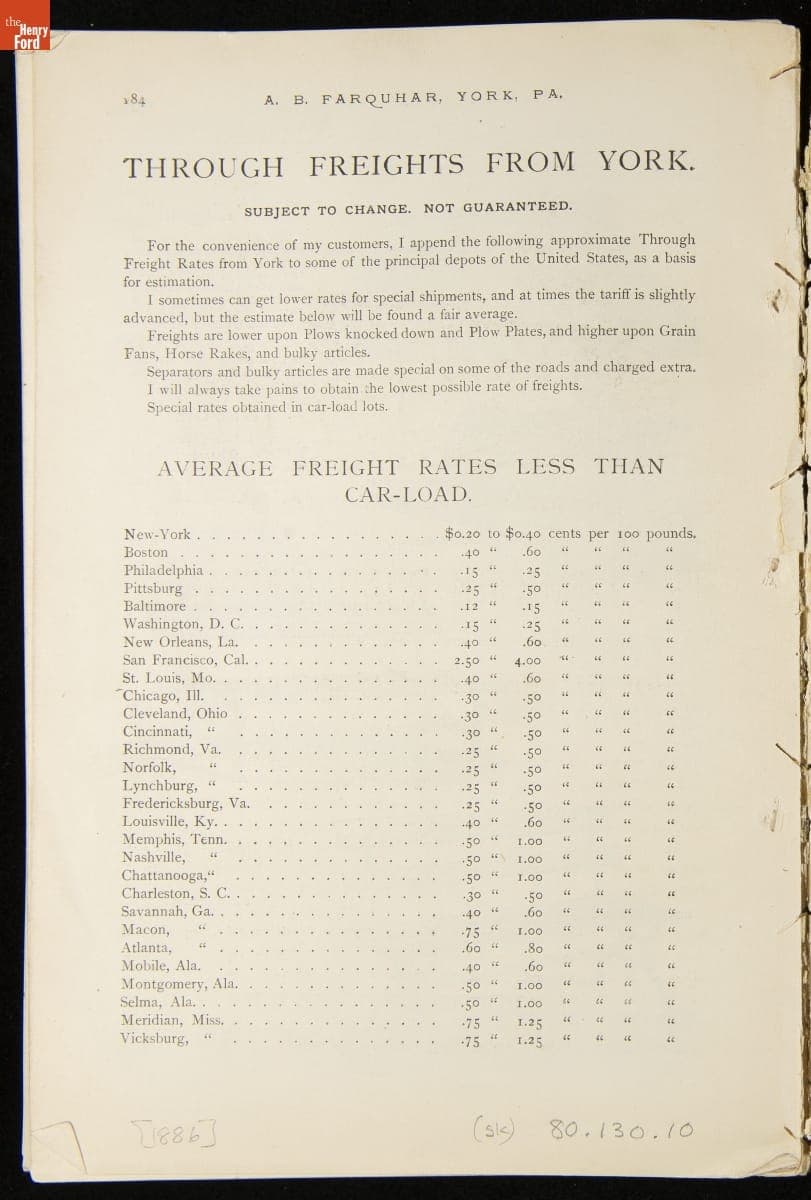 the
Henry
Ford
184 A. B. FARQUHAR, YORK, PA.
THROUGH FREIGHTS FROM YORK.
SUBJECT TO CHANGE. NOT GUARANTEED.
For the convenience of my customers, I append the following approximate Through
Freight Rates from York to some of the principal depots of the United States, as a basis
for estimation.
I sometimes can get lower rates for special shipments, and at times the tariff is slightly
advanced, but the estimate below will be found a fair average.
Freights are lower upon Plows knocked down and Plow Plates, and higher upon Grain
Fans, Horse Rakes, and bulky articles.
Separators and bulky articles are made special on some of the roads and charged extra.
I will always take pains to obtain the lowest possible rate of freights.
Special rates obtained in car-load lots.
AVERAGE FREIGHT RATES LESS THAN
CAR-LOAD.
New-York . . . . . . . . . . . . . . . . . $0.20 to $0.40 cents per 100 pounds.
Boston . . . . . . . . . . . . . . . . . .40 " .60 " " " "
Philadelphia . . . . . . . . . . . . . . . .15 " .25 " " " "
Pittsburg . . . . . . . . . . . . . . . . .25 " .50 " " " "
Baltimore . . . . . . . . . . . . . . . . .12 " .15 " " " "
Washington, D. C. . . . . . . . . . . . . . .15 " .25 " " " "
New Orleans, La. . . . . . . . . . . . . . .40 " .60 " " " "
San Francisco, Cal. . . . . . . . . . . . . 2.50 " 4.00 " " " "
St. Louis, Mo. . . . . . . . . . . . . . . .40 " .60 " " " "
Chicago, Ill. . . . . . . . . . . . . . . .30 " .50 " " " "
Cleveland, Ohio . . . . . . . . . . . . . . .30 " .50 " " " "
Cincinnati, " . . . . . . . . . . . . . . .30 " .50 " " " "
Richmond, Va. . . . . . . . . . . . . . . .25 " .50 " " " "
Norfolk, " . . . . . . . . . . . . . . .25 " .50 " " " "
Lynchburg, " . . . . . . . . . . . . . . .25 " .50 " " " "
Fredericksburg, Va. . . . . . . . . . . . . .25 " .50 " " " "
Louisville, Ky. . . . . . . . . . . . . . . .40 " .60 " " " "
Memphis, Tenn. . . . . . . . . . . . . . . .50 " 1.00 " " " "
Nashville, " . . . . . . . . . . . . . . .50 " 1.00 " " " "
Chattanooga, " . . . . . . . . . . . . . . .50 " 1.00 " " " "
Charleston, S. C. . . . . . . . . . . . . . .30 " .50 " " " "
Savannah, Ga. . . . . . . . . . . . . . . . .40 " .60 " " " "
Macon, " . . . . . . . . . . . . . . . .75 " 1.00 " " " "
Atlanta, " . . . . . . . . . . . . . . . .60 " .80 " " " "
Mobile, Ala. . . . . . . . . . . . . . . . .40 " .60 " " " "
Montgomery, Ala. . . . . . . . . . . . . . .50 " 1.00 " " " "
Selma, Ala. . . . . . . . . . . . . . . . .50 " 1.00 " " " "
Meridian, Miss. . . . . . . . . . . . . . . .75 " 1.25 " " " "
Vicksburg, " . . . . . . . . . . . . . . .75 " 1.25 " " " "
[1886] (sk) 80.130.10